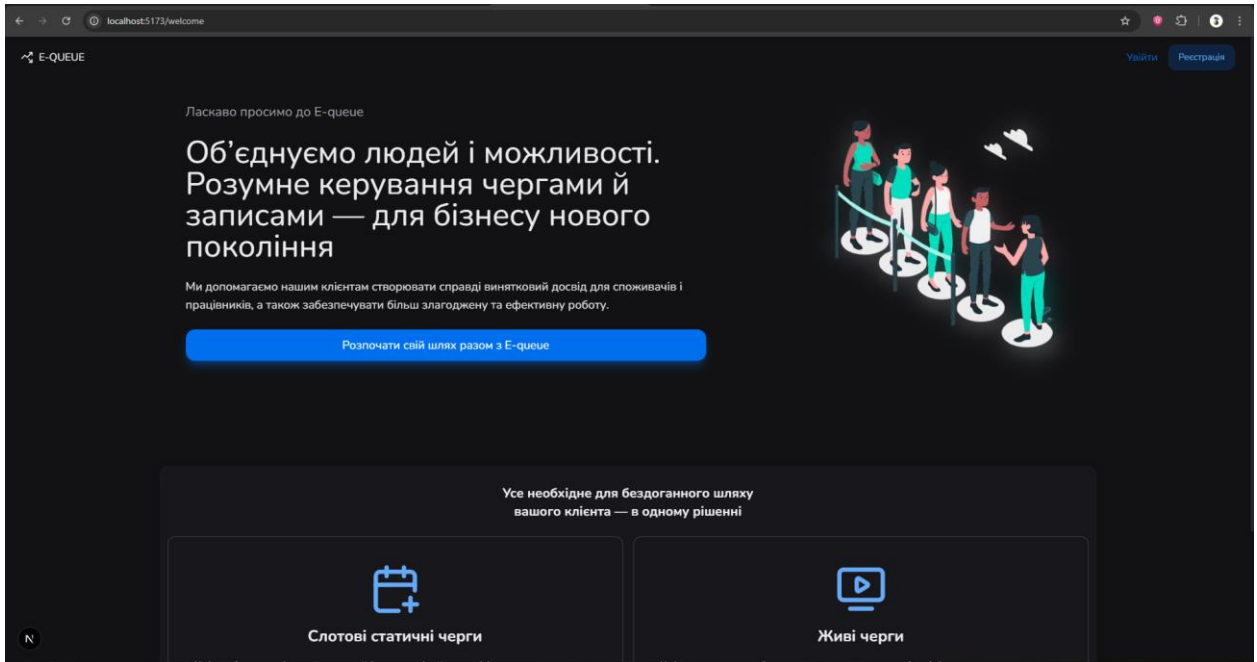 localhost:5173/welcome
E-QUEUE
Увійти
Реєстрація
Ласкаво просимо до E-queue
Об’єднуємо людей і можливості.
Розумне керування чергами й
записами — для бізнесу нового
покоління
Ми допомагаємо нашим клієнтам створювати справді винятковий досвід для споживачів і
працівників, а також забезпечувати більш злагоджену та ефективну роботу.
Розпочати свій шлях разом з E-queue
Усе необхідне для бездоганного шляху
вашого клієнта — в одному рішенні
Слотові статичні черги
Живі черги
N